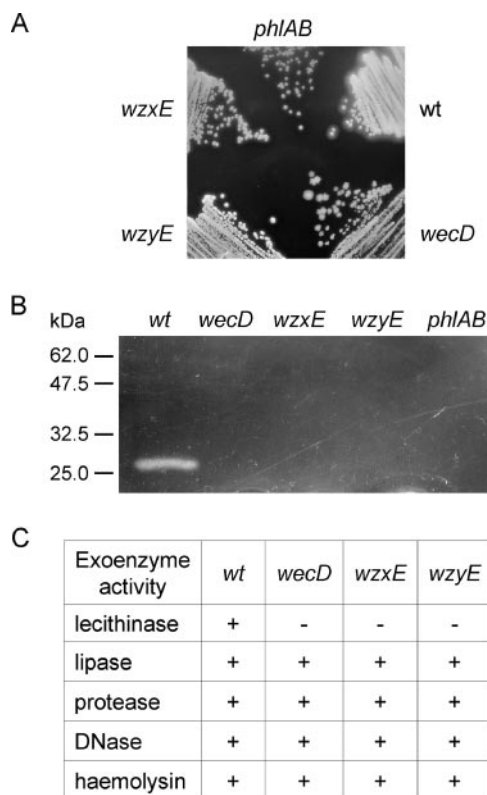 A
phlAB
wzxE
wt
wzyE
wecD
B
kDa wt wecD wzxE wzyE phlAB
62.0
47.5
32.5
25.0
C
Exoenzyme activity wt wecD wzxE wzyE
lecithinase + - - -
lipase + + + +
protease + + + +
DNase + + + +
haemolysin + + + +